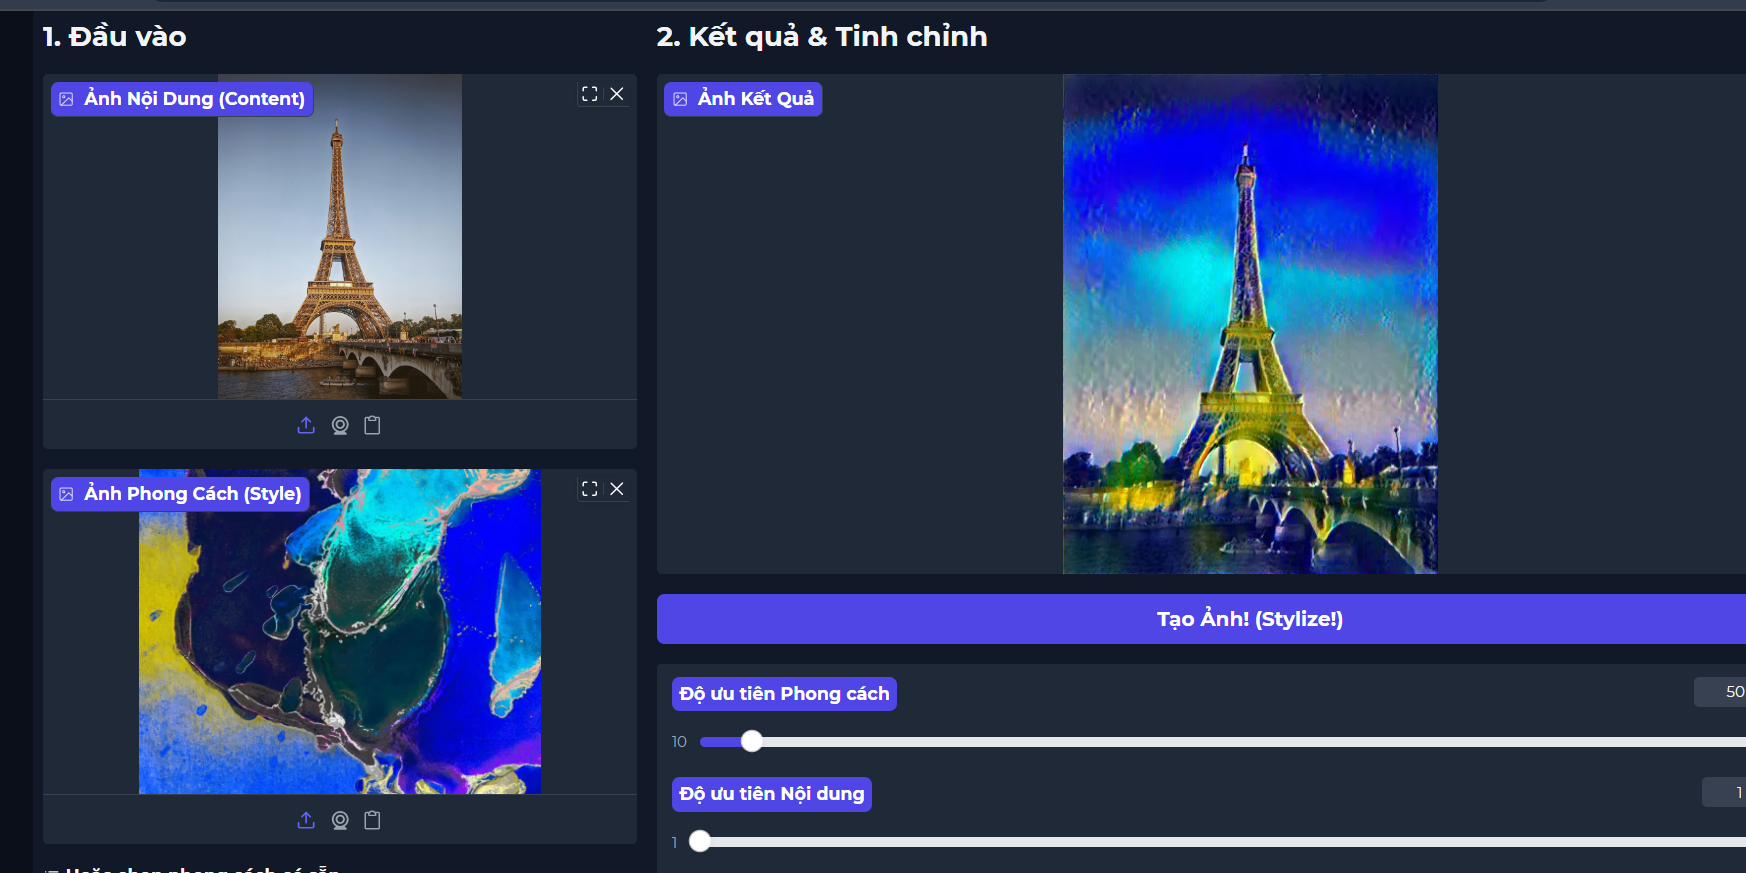 1. Đầu vào
Ảnh Nội Dung (Content)
Ảnh Phong Cách (Style)
2. Kết quả & Tinh chỉnh
Ảnh Kết Quả
Tạo Ảnh! (Stylize!)
Độ ưu tiên Phong cách
50
10
Độ ưu tiên Nội dung
1
1